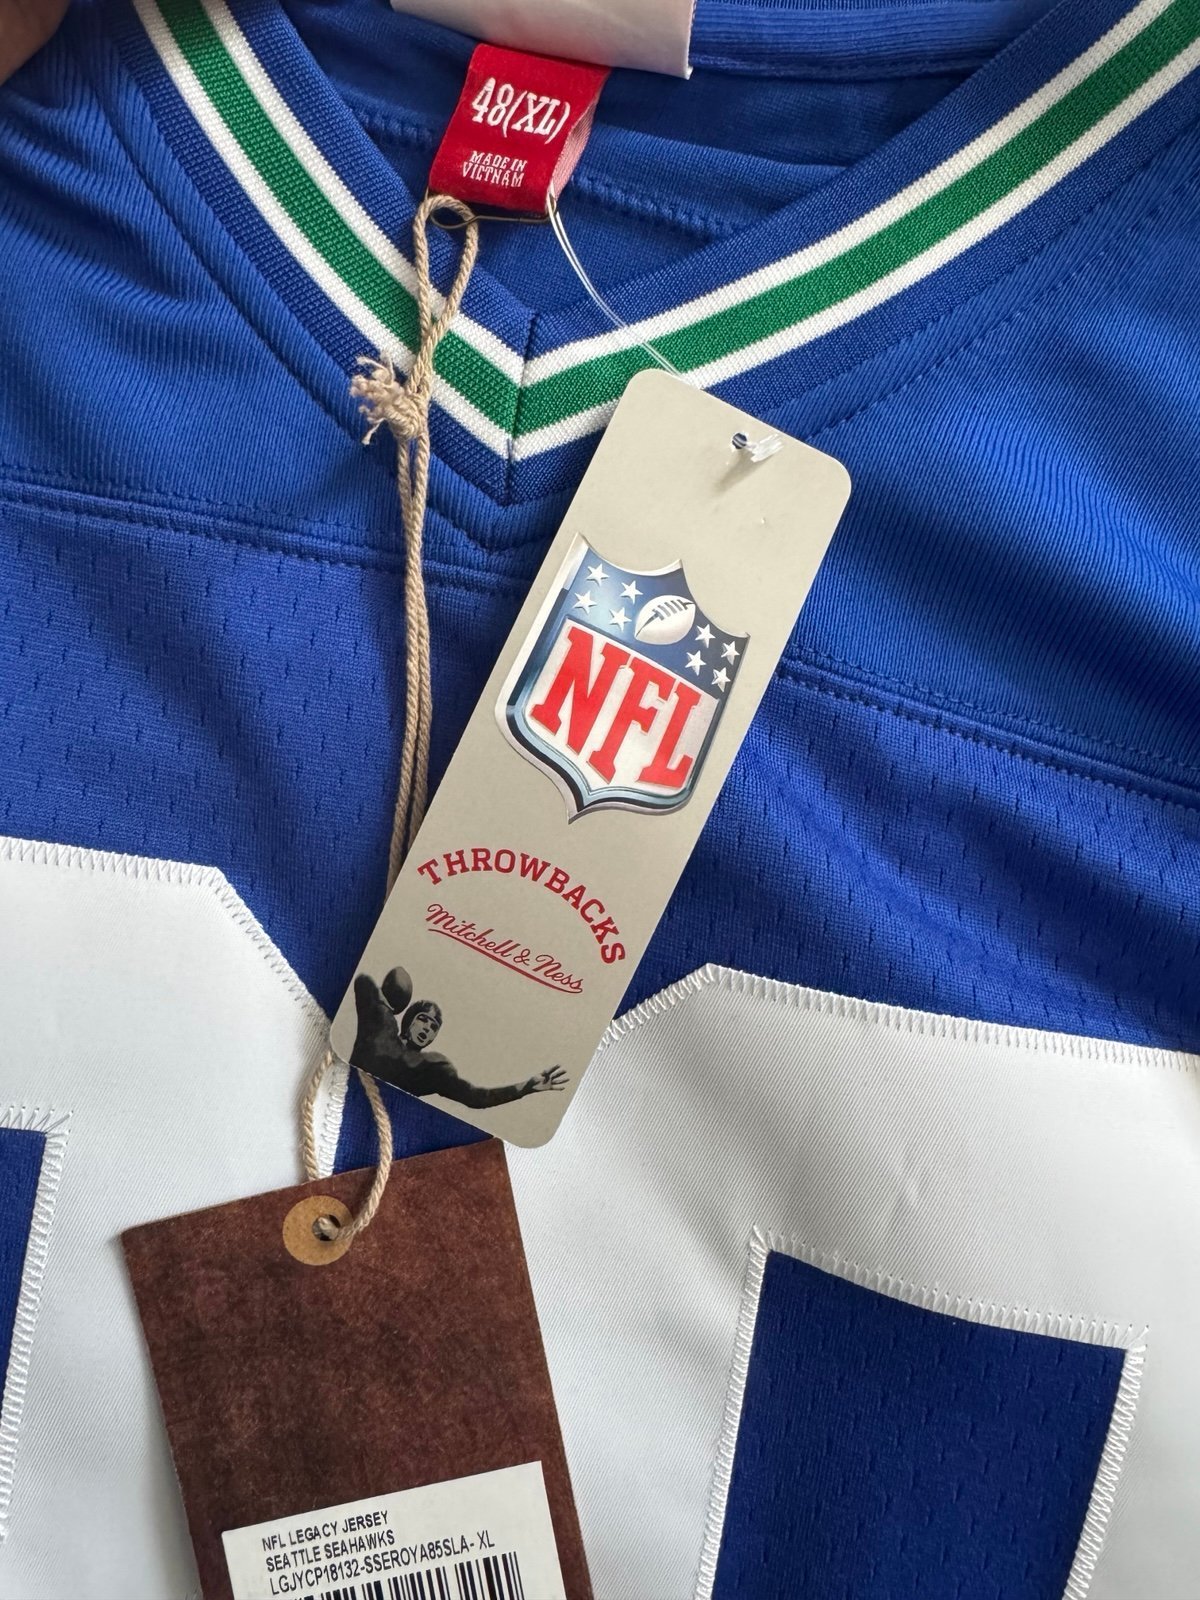 48(XL)
MADE IN
VIETNAM
NFL
THROWBACKS
Mitchell & Ness
NFL LEGACY JERSEY
SEATTLE SEAHAWKS
LGJYCP18132-SSEROYA85SLA- XL